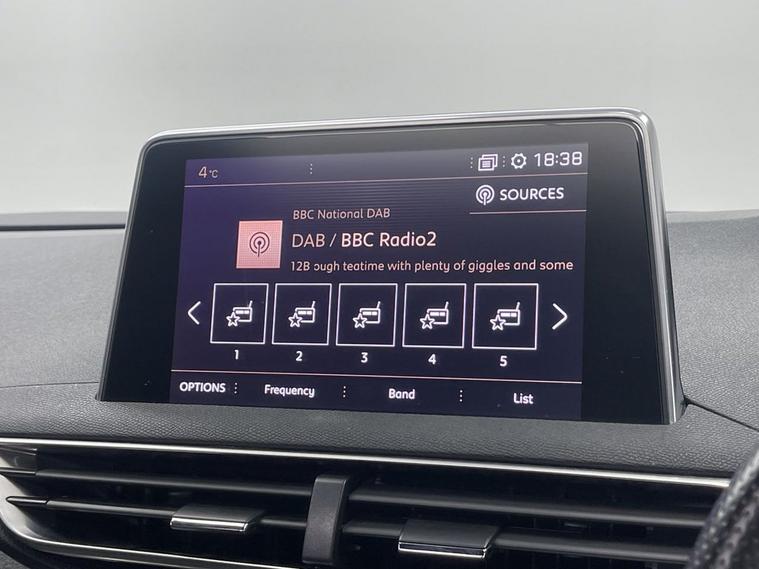 4°C
18:38
SOURCES
BBC National DAB
DAB / BBC Radio2
12B ough teatime with plenty of giggles and some
1 2 3 4 5
OPTIONS Frequency Band List